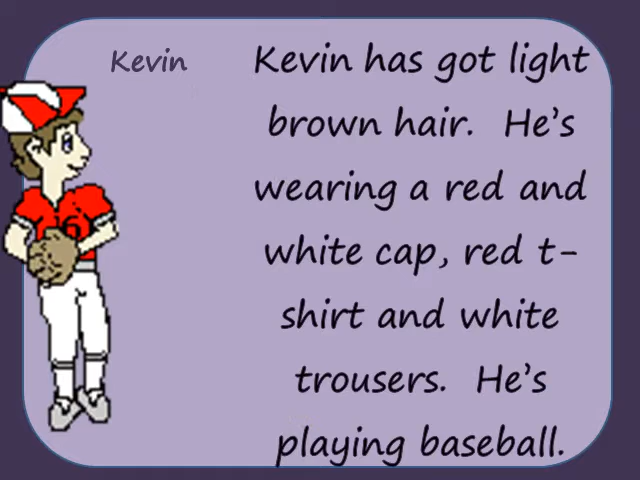 Kevin
Kevin has got light
brown hair. He's
wearing a red and
white cap, red t-
shirt and white
trousers. He's
playing baseball.